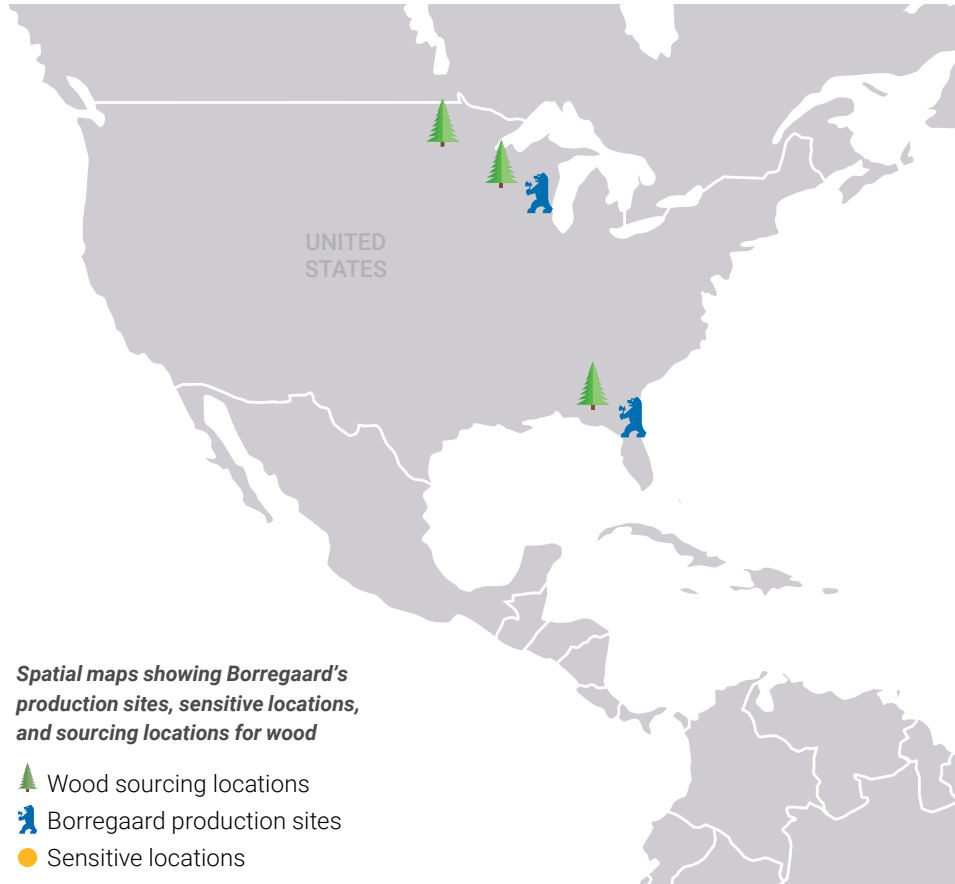 UNITED
STATES
Spatial maps showing Borregaard's
production sites, sensitive locations,
and sourcing locations for wood
Wood sourcing locations
Borregaard production sites
Sensitive locations